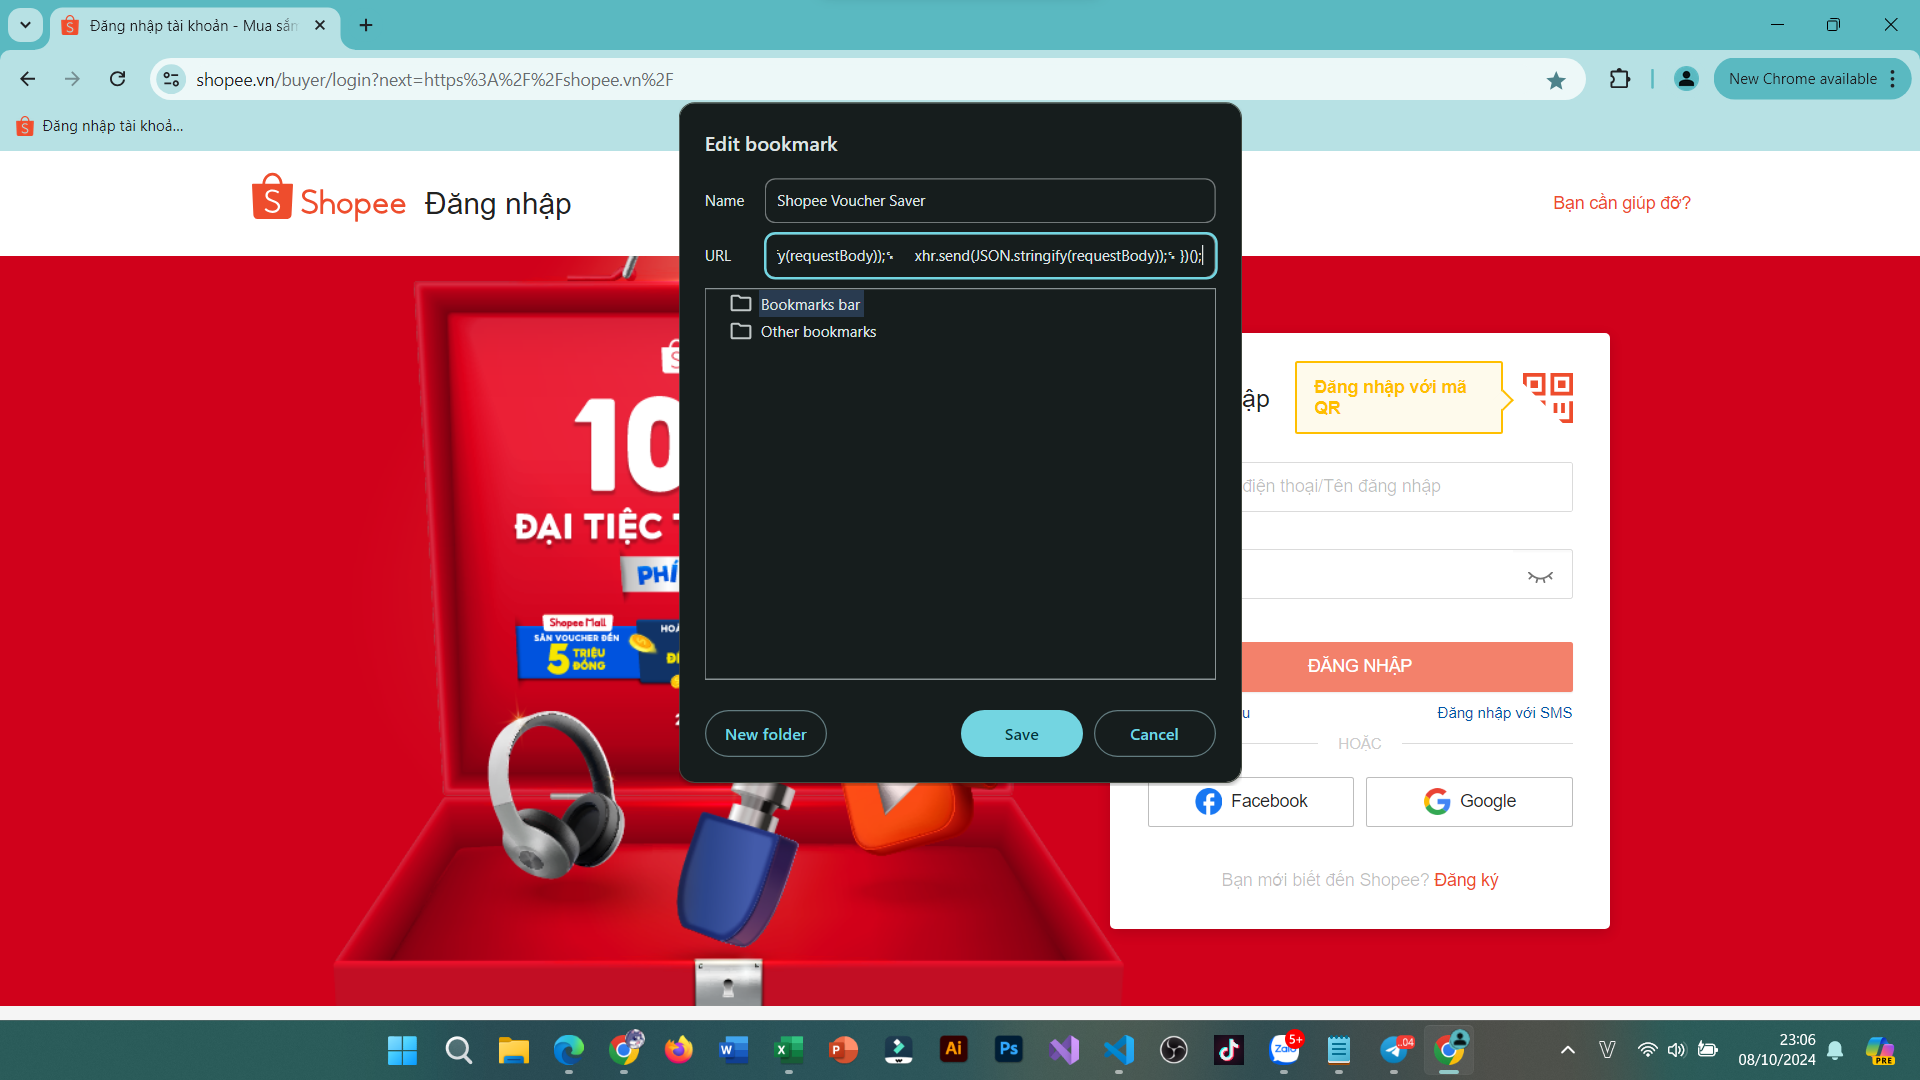 Đăng nhập tài khoản - Mua sắm
shopee.vn/buyer/login?next=https%3A%2F%2Fshopee.vn%2F
New Chrome available
Đăng nhập tài khoả...
Shopee Đăng nhập
Bạn cần giúp đỡ?
Edit bookmark
Name
Shopee Voucher Saver
URL
y(requestBody)); xhr.send(JSON.stringify(requestBody)); })();
Bookmarks bar
Other bookmarks
New folder
Save
Cancel
10
ĐẠI TIỆC
PHÍ
Shopee Mall
SĂN VOUCHER ĐẾN
5 TRIỆU
ĐỒNG
ập
Đăng nhập với mã
QR
điện thoại/Tên đăng nhập
ĐĂNG NHẬP
u
Đăng nhập với SMS
HOẶC
Facebook
Google
Bạn mới biết đến Shopee? Đăng ký
Zalo
5+
.04
23:06
08/10/2024
PRE